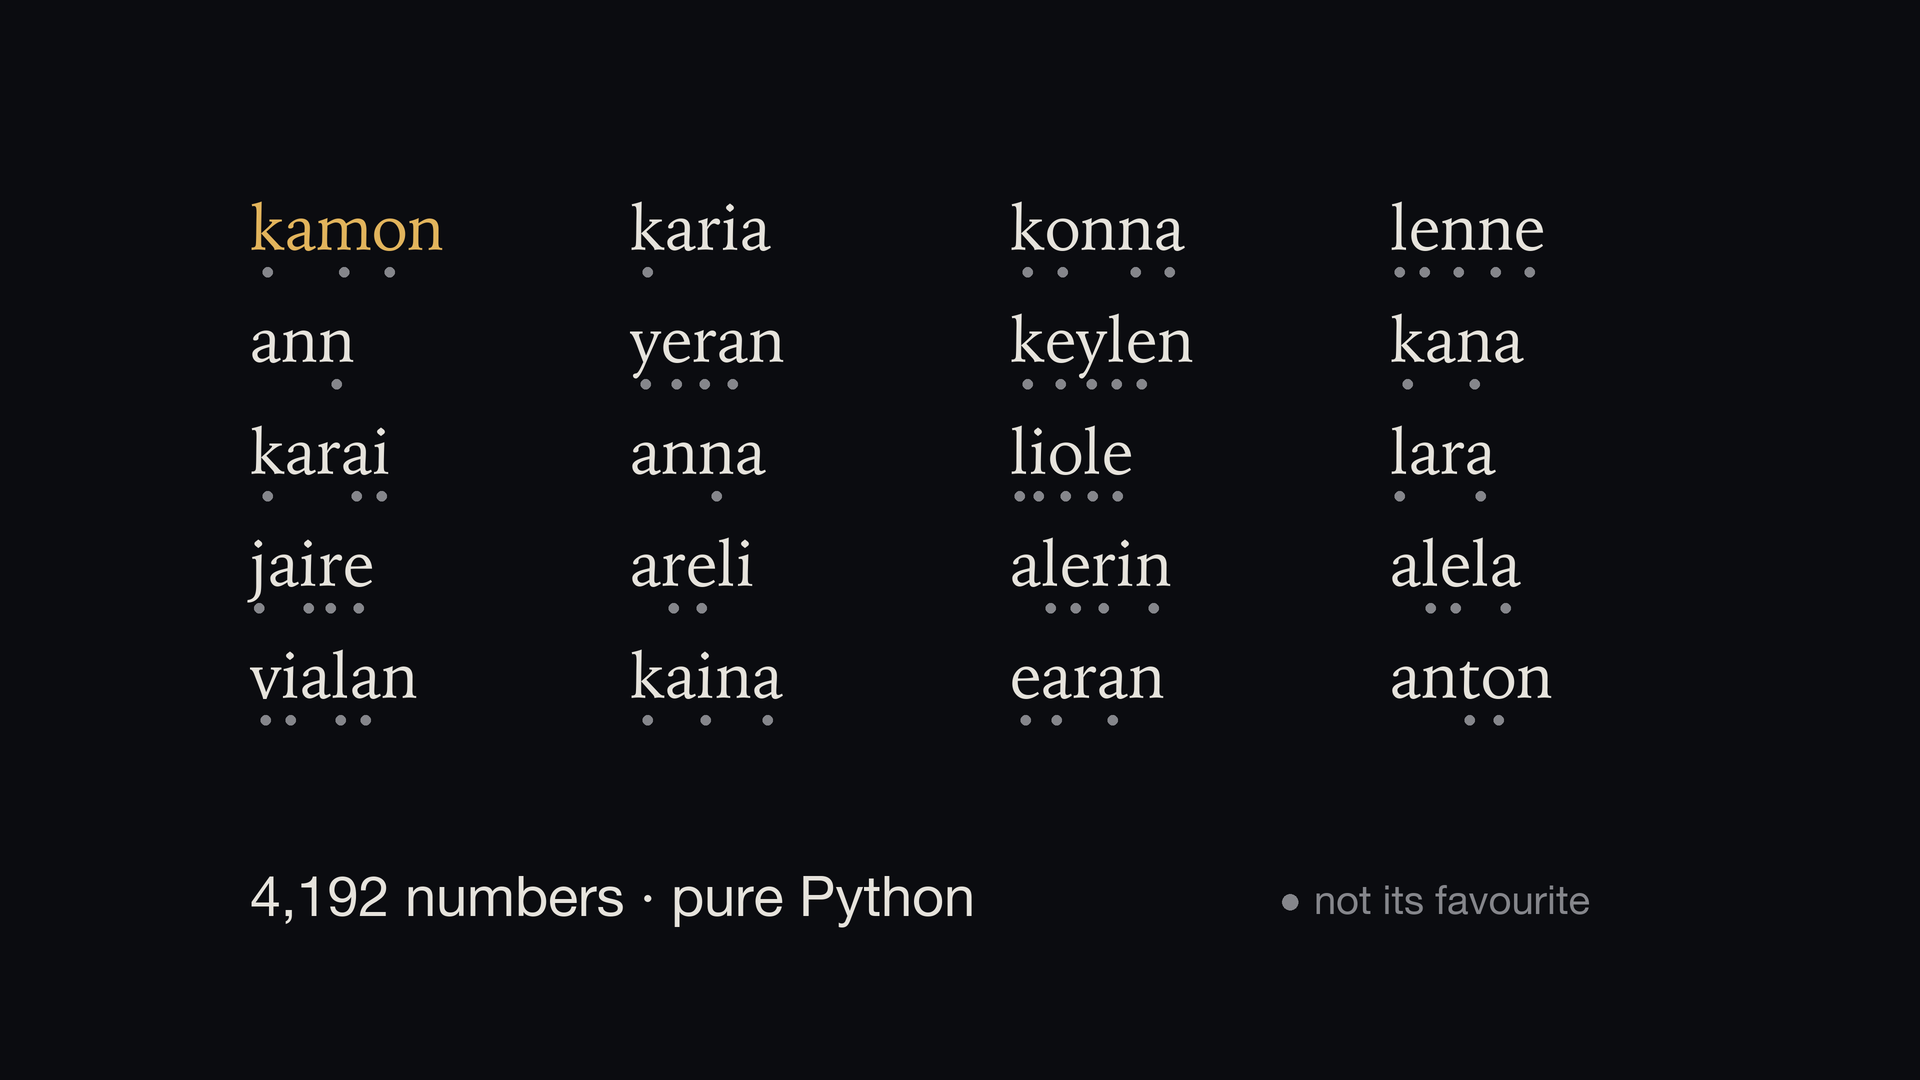 kamon karia konna lenne
ann yeran keylen kana
karai anna liole lara
jaire areli alerin alela
vialan kaina earan anton
4,192 numbers · pure Python
not its favourite